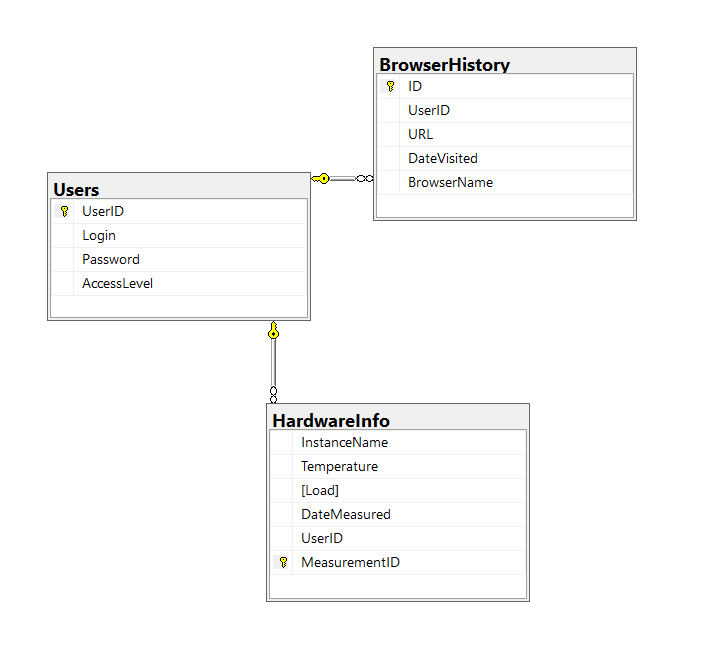 BrowserHistory
ID
UserID
URL
DateVisited
BrowserName
Users
UserID
Login
Password
AccessLevel
HardwareInfo
InstanceName
Temperature
[Load]
DateMeasured
UserID
MeasurementID